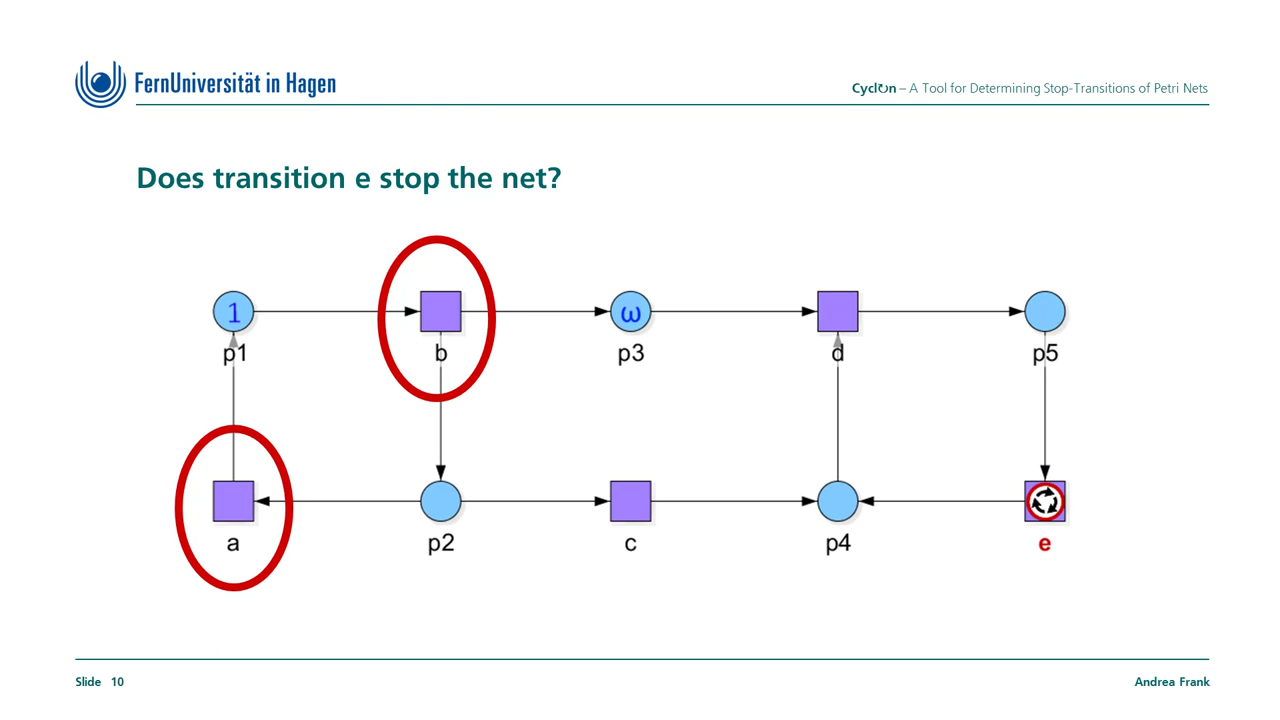 FernUniversität in Hagen
Cycl↻n – A Tool for Determining Stop-Transitions of Petri Nets
Does transition e stop the net?
1 ω
p1 b p3 d p5
a p2 c p4 e
Slide 10 Andrea Frank